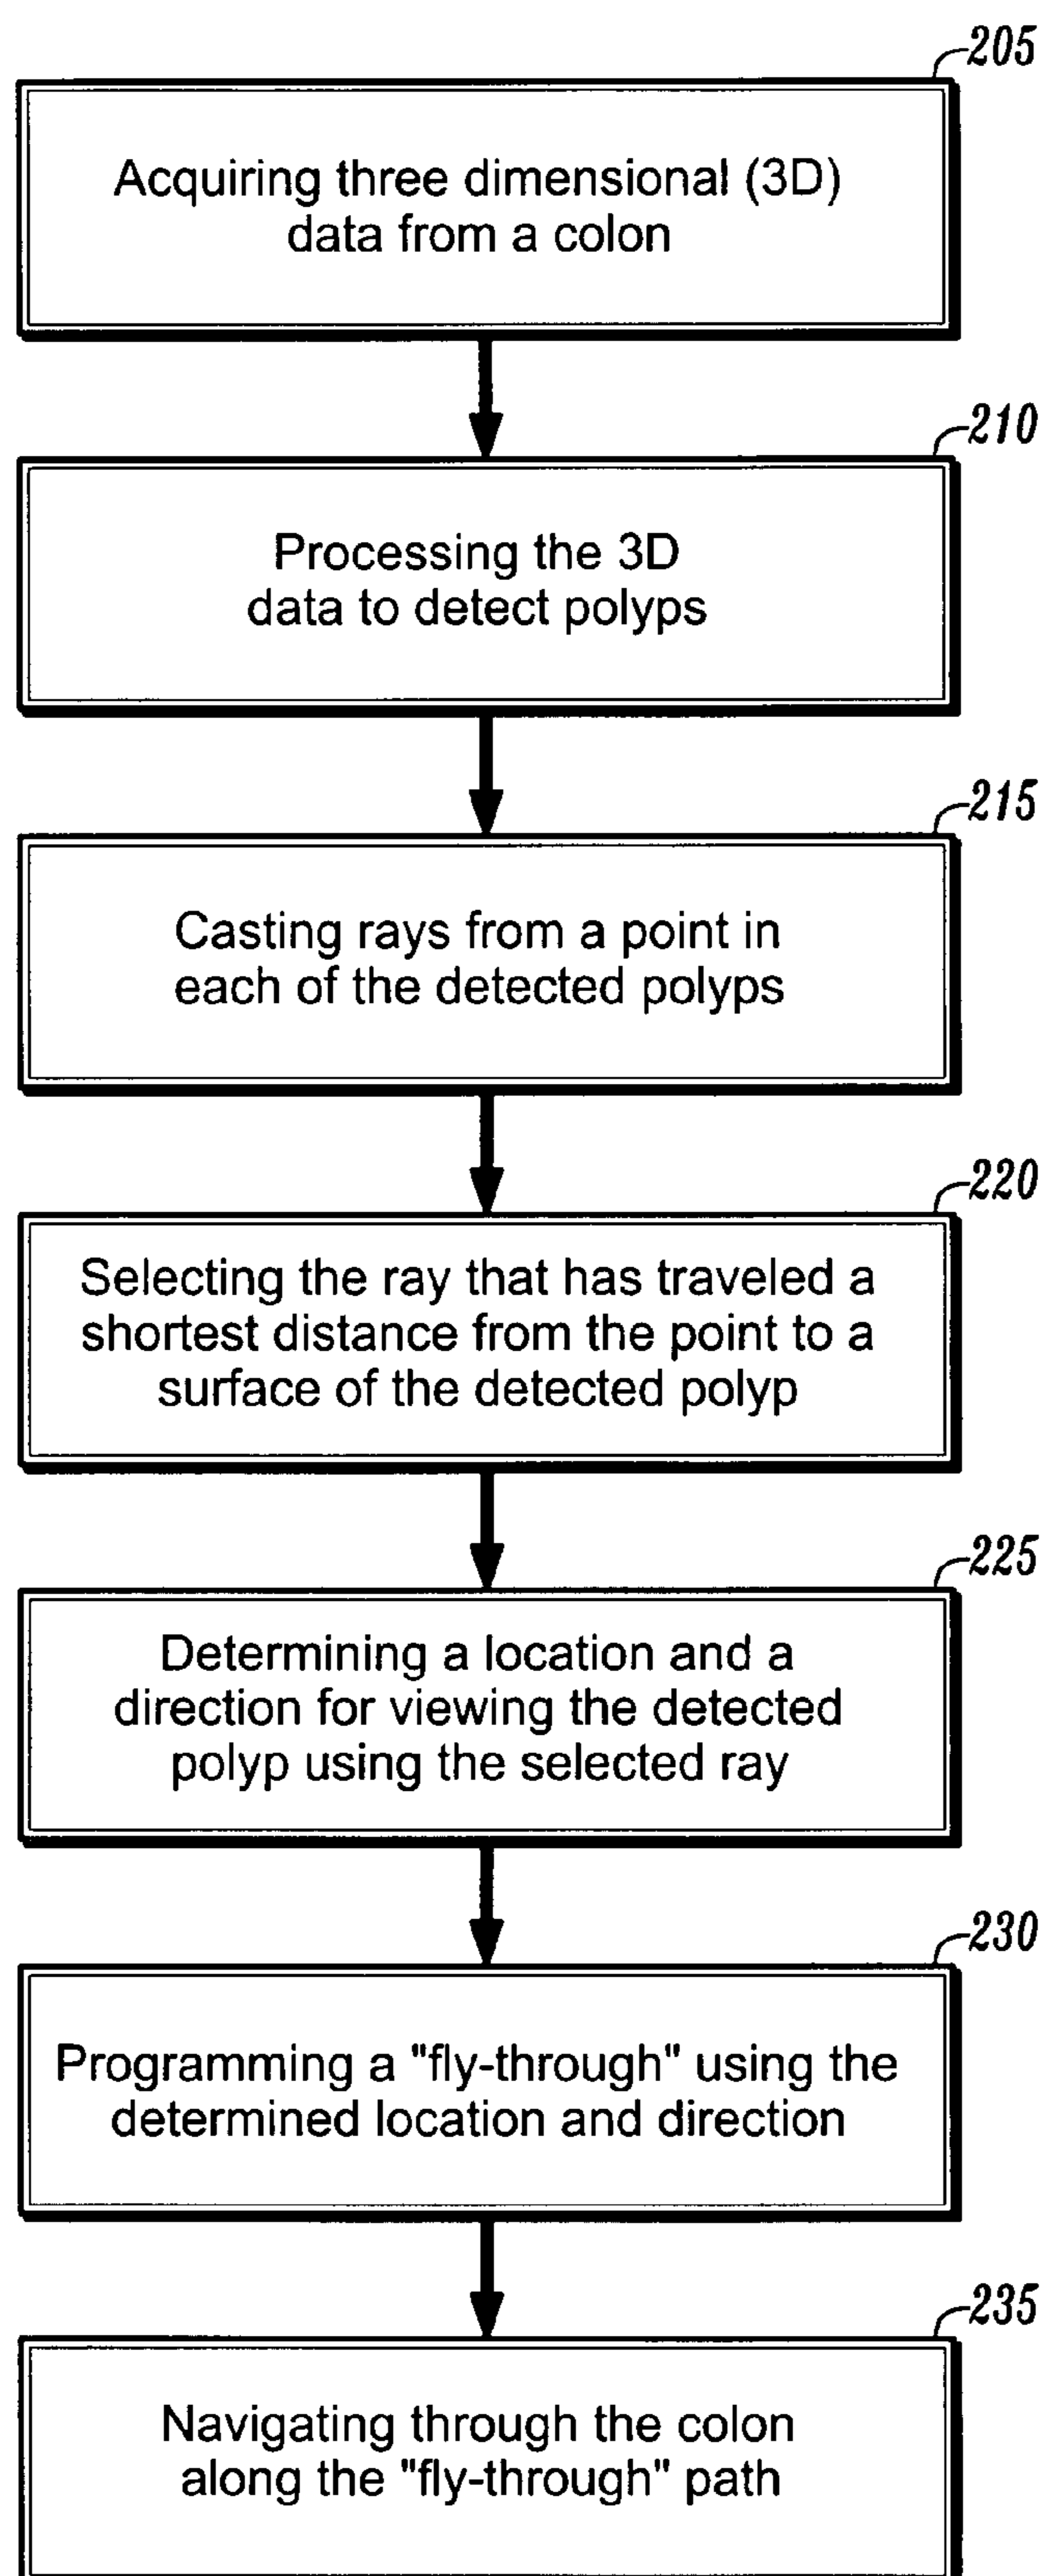 205
Acquiring three dimensional (3D)
data from a colon
210
Processing the 3D
data to detect polyps
215
Casting rays from a point in
each of the detected polyps
220
Selecting the ray that has traveled a
shortest distance from the point to a
surface of the detected polyp
225
Determining a location and a
direction for viewing the detected
polyp using the selected ray
230
Programming a "fly-through" using the
determined location and direction
235
Navigating through the colon
along the "fly-through" path